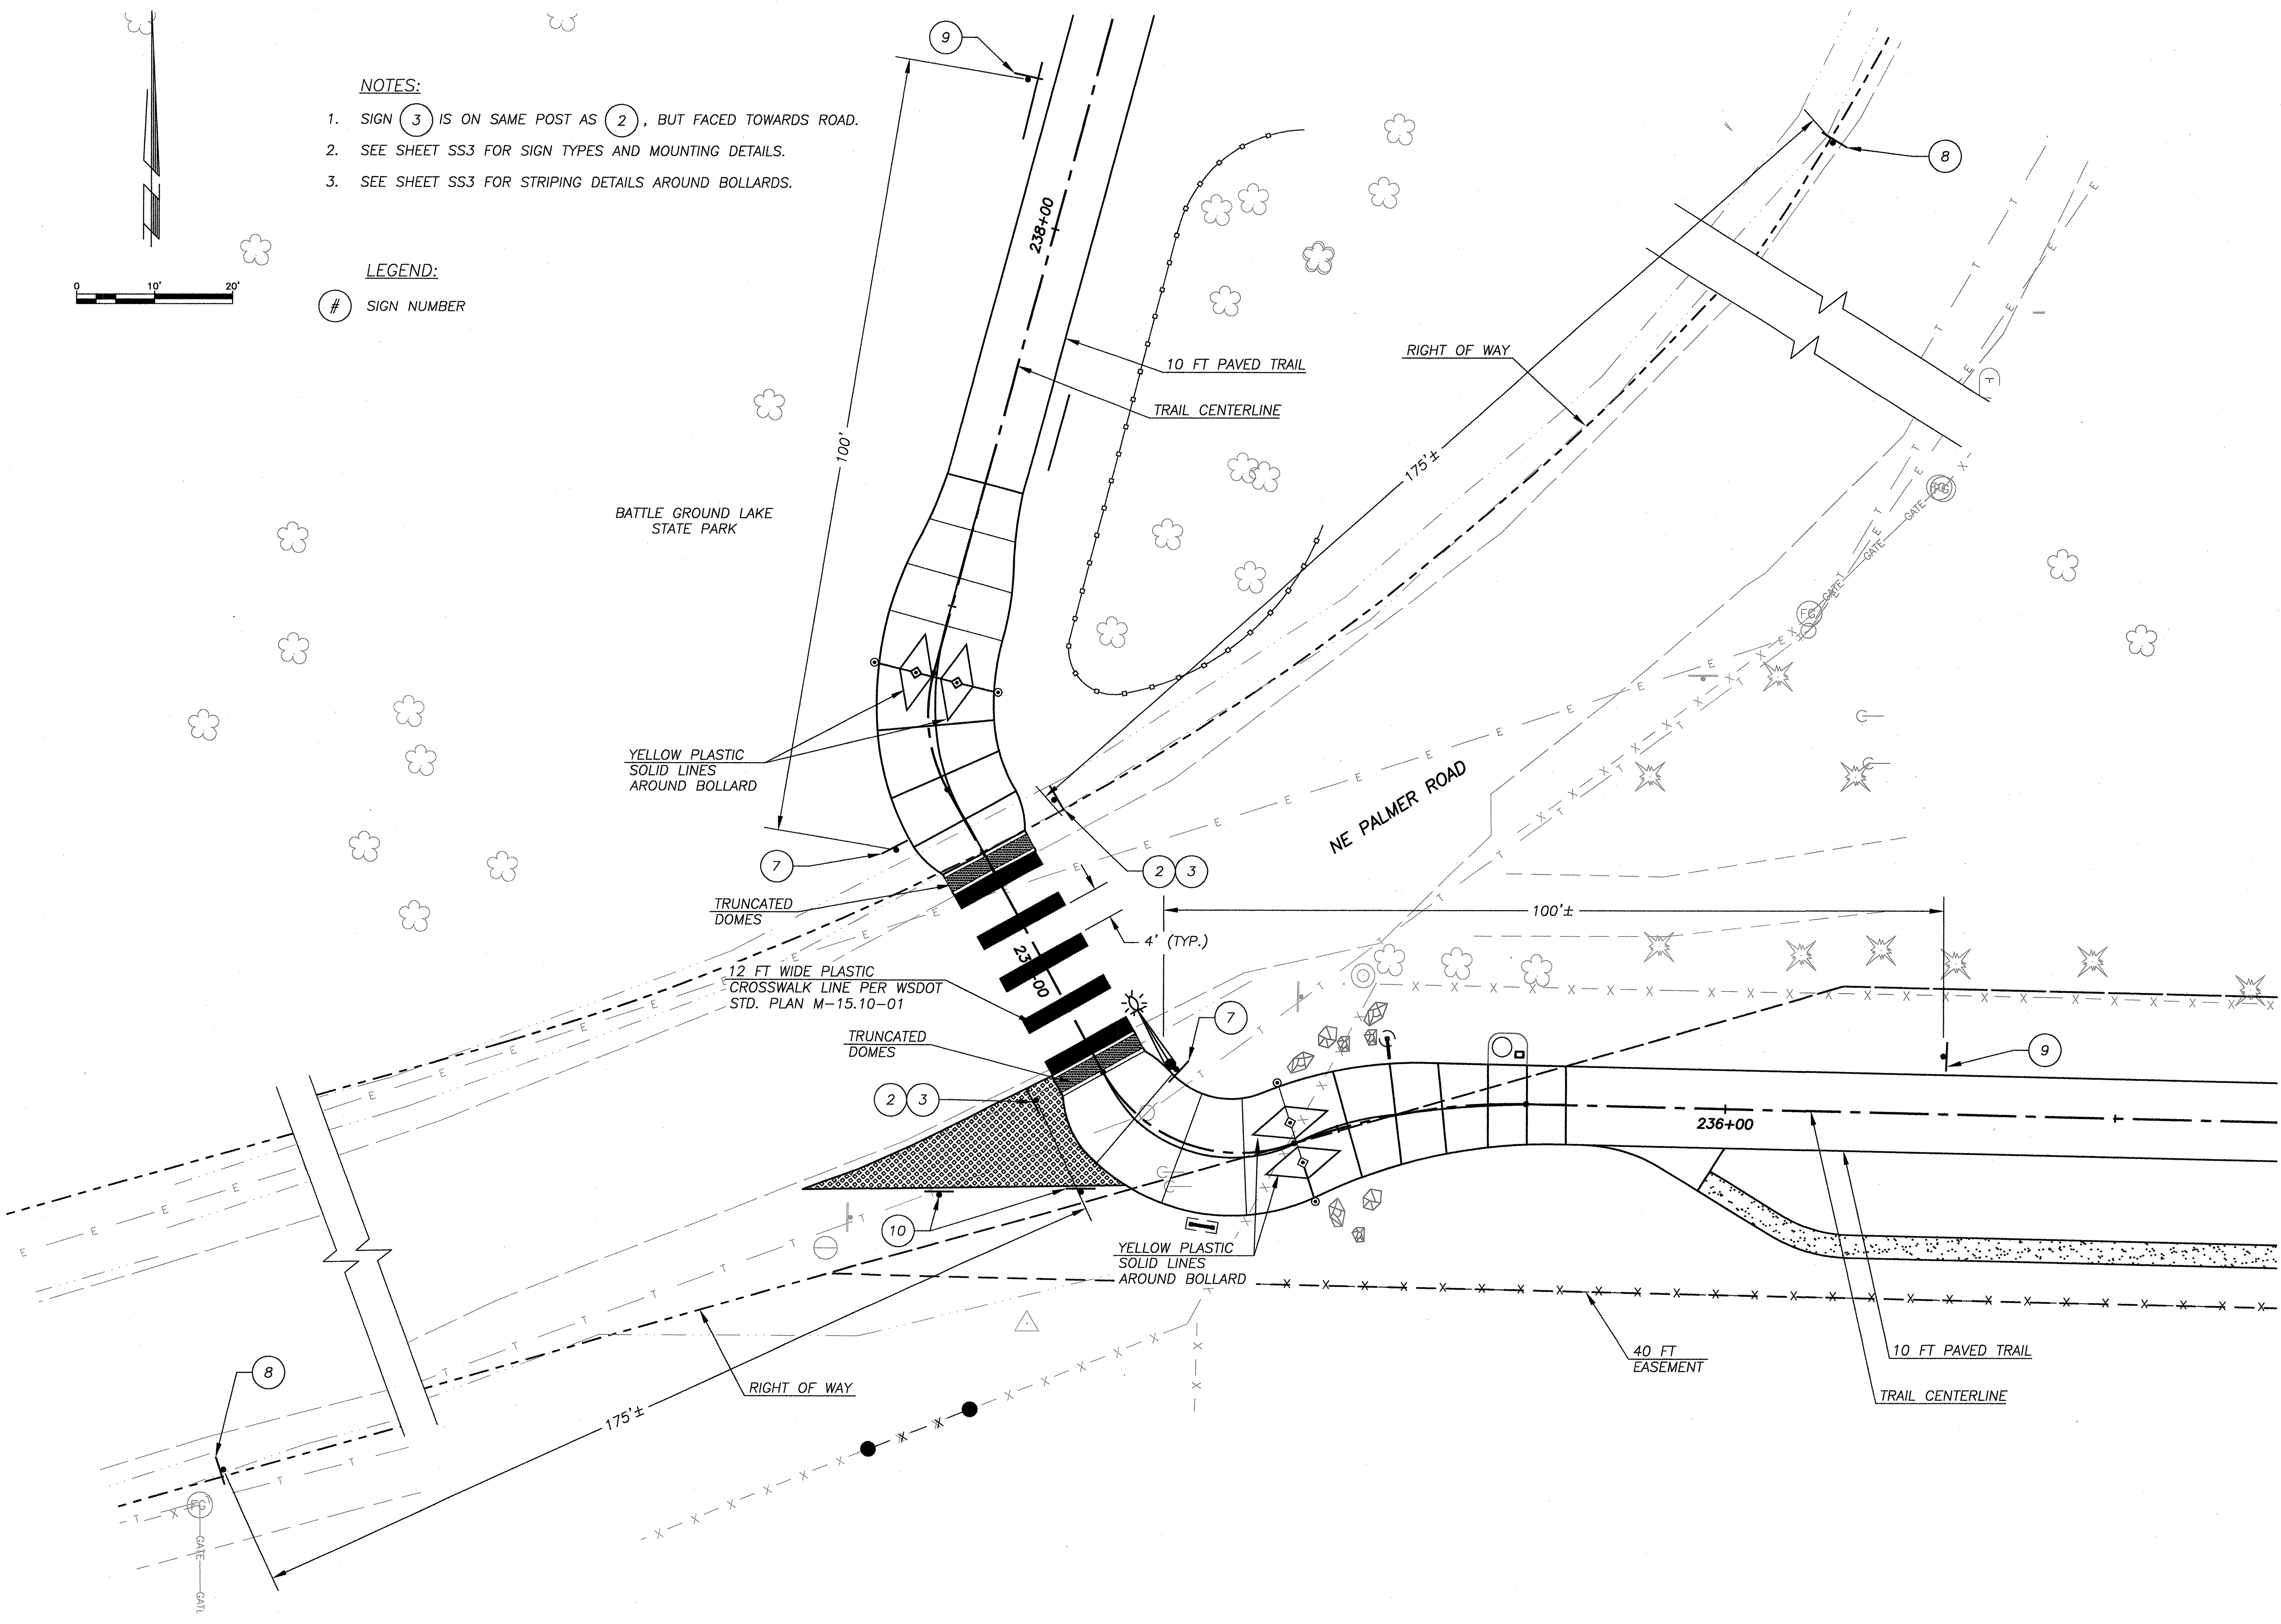 NOTES:
1. SIGN 3 IS ON SAME POST AS 2 , BUT FACED TOWARDS ROAD.
2. SEE SHEET SS3 FOR SIGN TYPES AND MOUNTING DETAILS.
3. SEE SHEET SS3 FOR STRIPING DETAILS AROUND BOLLARDS.
LEGEND:
# SIGN NUMBER
0 10' 20'
9
8
238+00
10 FT PAVED TRAIL
TRAIL CENTERLINE
RIGHT OF WAY
100'
175'±
BATTLE GROUND LAKE
STATE PARK
YELLOW PLASTIC
SOLID LINES
AROUND BOLLARD
NE PALMER ROAD
7
2 3
TRUNCATED
DOMES
4' (TYP.)
100'±
12 FT WIDE PLASTIC
CROSSWALK LINE PER WSDOT
STD. PLAN M-15.10-01
TRUNCATED
DOMES
7
9
2 3
236+00
10
YELLOW PLASTIC
SOLID LINES
AROUND BOLLARD
40 FT
EASEMENT
10 FT PAVED TRAIL
TRAIL CENTERLINE
RIGHT OF WAY
8
175'±
GATE
GATE
GATE
FG
FG
GATE